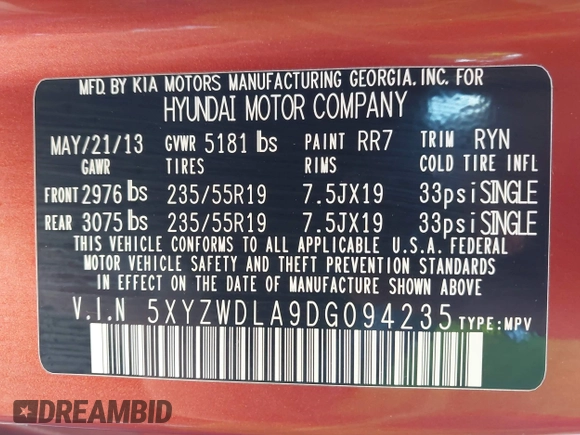 MFD. BY KIA MOTORS MANUFACTURING GEORGIA. INC. FOR
HYUNDAI MOTOR COMPANY
MAY/21/13 GVWR 5181 lbs PAINT RR7 TRIM RYN
GAWR TIRES RIMS COLD TIRE INFL
FRONT 2976 lbs 235/55R19 7.5JX19 33psi SINGLE
REAR 3075 lbs 235/55R19 7.5JX19 33psi SINGLE
THIS VEHICLE CONFORMS TO ALL APPLICABLE U.S.A. FEDERAL
MOTOR VEHICLE SAFETY AND THEFT PREVENTION STANDARDS
IN EFFECT ON THE DATE OF MANUFACTURE SHOWN ABOVE.
V.I.N 5XYZWDLA9DG094235 TYPE:MPV
DREAMBID